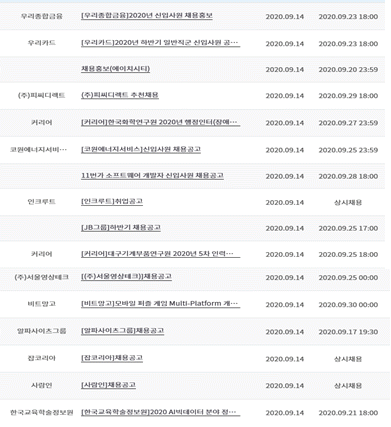 우리종합금융 [우리종합금융]2020년 신입사원 채용홍보 2020.09.14 2020.09.23 18:00
우리카드 [우리카드]2020년 하반기 일반직군 신입사원 공··· 2020.09.14 2020.09.23 18:00
채용홍보(에이치시티) 2020.09.14 2020.09.20 23:59
(주)피씨디렉트 (주)피씨디렉트 추천채용 2020.09.14 2020.09.29 18:00
커리어 [커리어]한국화학연구원 2020년 행정인턴(장애··· 2020.09.14 2020.09.27 23:59
코원에너지서비··· [코원에너지서비스]신입사원 채용공고 2020.09.14 2020.09.25 23:59
11번가 소프트웨어 개발자 신입사원 채용공고 2020.09.14 2020.09.28 18:00
인크루트 [인크루트]취업공고 2020.09.14 상시채용
[JB그룹]하반기 채용공고 2020.09.14 2020.09.25 17:00
커리어 [커리어]대구기계부품연구원 2020년 5차 인력··· 2020.09.14 2020.09.25 18:00
(주)서울영상테크 [(주)서울영상테크]채용공고 2020.09.14 2020.09.25 00:00
비트망고 [비트망고]모바일 퍼즐 게임 Multi-Platform 개··· 2020.09.14 2020.09.30 00:00
알파사이츠그룹 [알파사이츠그룹]채용공고 2020.09.14 2020.09.17 19:30
잡코리아 [잡코리아]채용공고 2020.09.14 상시채용
사람인 [사람인]채용공고 2020.09.14 상시채용
한국교육학술정보원 [한국교육학술정보원]2020 AI빅데이터 분야 청··· 2020.09.14 2020.09.21 18:00